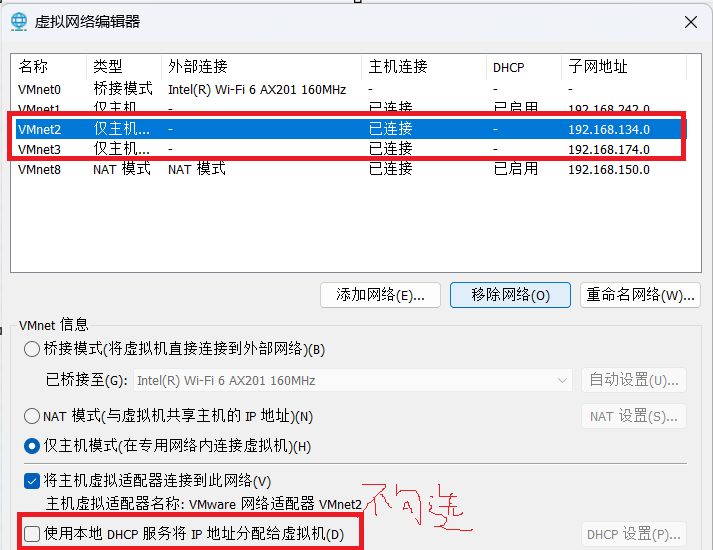 虚拟网络编辑器
名称 类型 外部连接 主机连接 DHCP 子网地址
VMnet0 桥接模式 Intel(R) Wi-Fi 6 AX201 160MHz - - -
VMnet1 仅主机... - 已连接 已启用 192.168.242.0
VMnet2 仅主机... - 已连接 - 192.168.134.0
VMnet3 仅主机... - 已连接 - 192.168.174.0
VMnet8 NAT 模式 NAT 模式 已连接 已启用 192.168.150.0
添加网络(E)... 移除网络(O) 重命名网络(W)...
VMnet 信息
桥接模式(将虚拟机直接连接到外部网络)(B)
已桥接至(G): Intel(R) Wi-Fi 6 AX201 160MHz 自动设置(U)...
NAT 模式(与虚拟机共享主机的 IP 地址)(N) NAT 设置(S)...
仅主机模式(在专用网络内连接虚拟机)(H)
将主机虚拟适配器连接到此网络(V)
主机虚拟适配器名称: VMware 网络适配器 VMnet2
不勾选
使用本地 DHCP 服务将 IP 地址分配给虚拟机(D) DHCP 设置(P)...